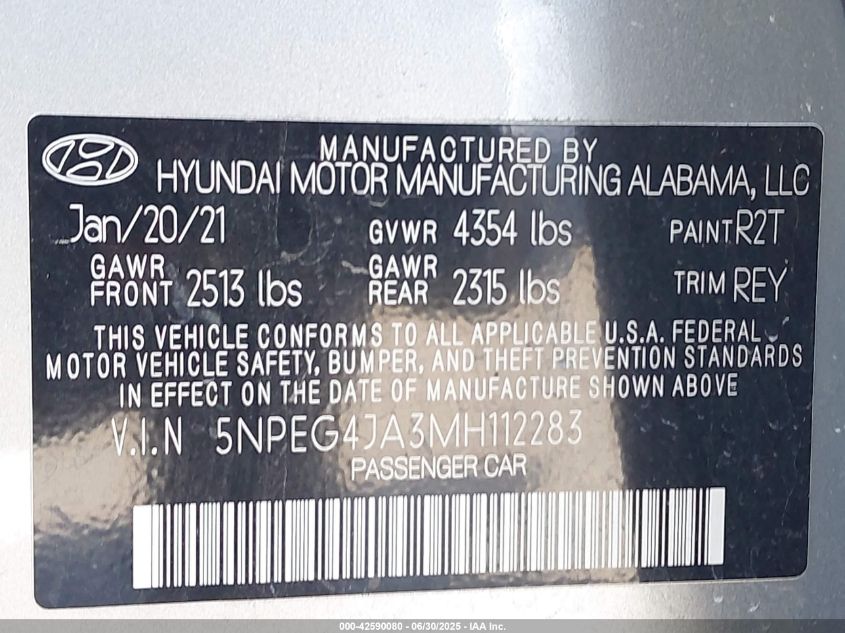 MANUFACTURED BY
HYUNDAI MOTOR MANUFACTURING ALABAMA, LLC
Jan/20/21 GVWR 4354 lbs PAINT R2T
GAWR FRONT 2513 lbs GAWR REAR 2315 lbs TRIM REY
THIS VEHICLE CONFORMS TO ALL APPLICABLE U.S.A. FEDERAL
MOTOR VEHICLE SAFETY, BUMPER, AND THEFT PREVENTION STANDARDS
IN EFFECT ON THE DATE OF MANUFACTURE SHOWN ABOVE
V.I.N 5NPEG4JA3MH112283
PASSENGER CAR
000-42590080 - 06/30/2025 - IAA Inc.